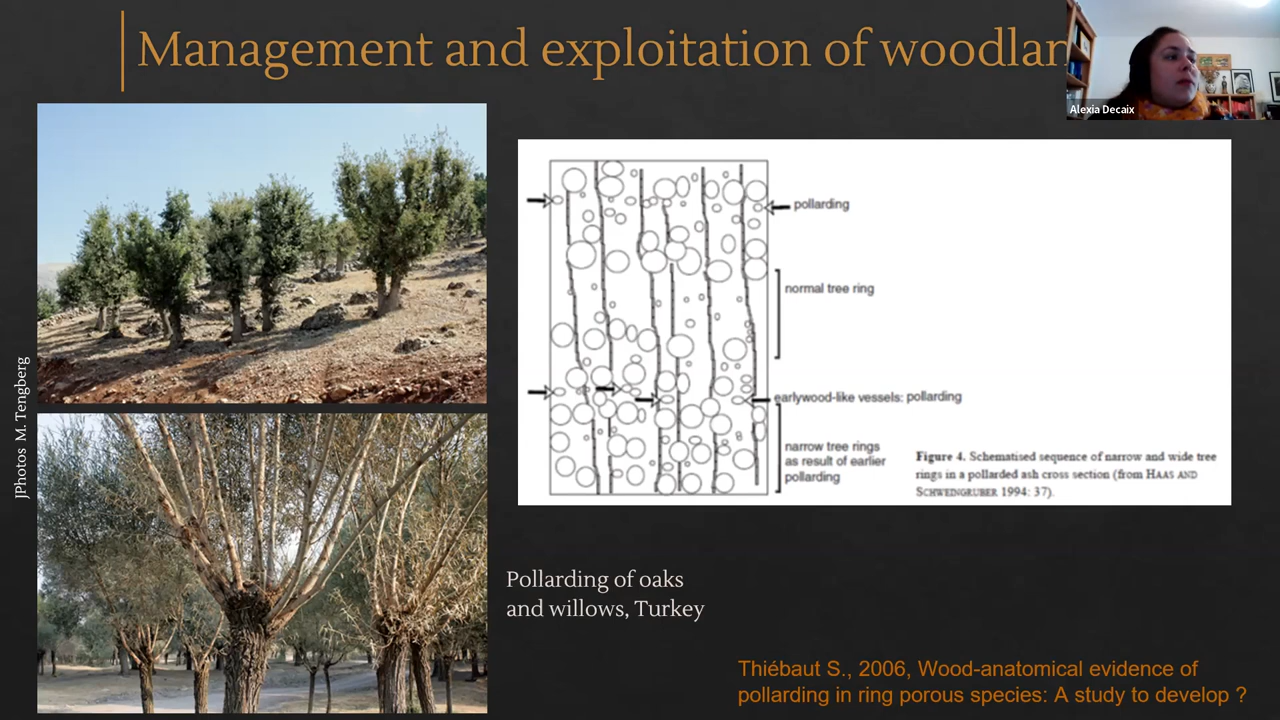 Management and exploitation of woodlan
Alexia Decaix
JPhotos M. Tengberg
pollarding
normal tree ring
earlywood-like vessels: pollarding
narrow tree rings
as result of earlier
pollarding
Figure 4. Schematised sequence of narrow and wide tree
rings in a pollarded ash cross section (from HAAS AND
SCHWEINGRUBER 1994: 37).
Pollarding of oaks
and willows, Turkey
Thiébaut S., 2006, Wood-anatomical evidence of
pollarding in ring porous species: A study to develop ?